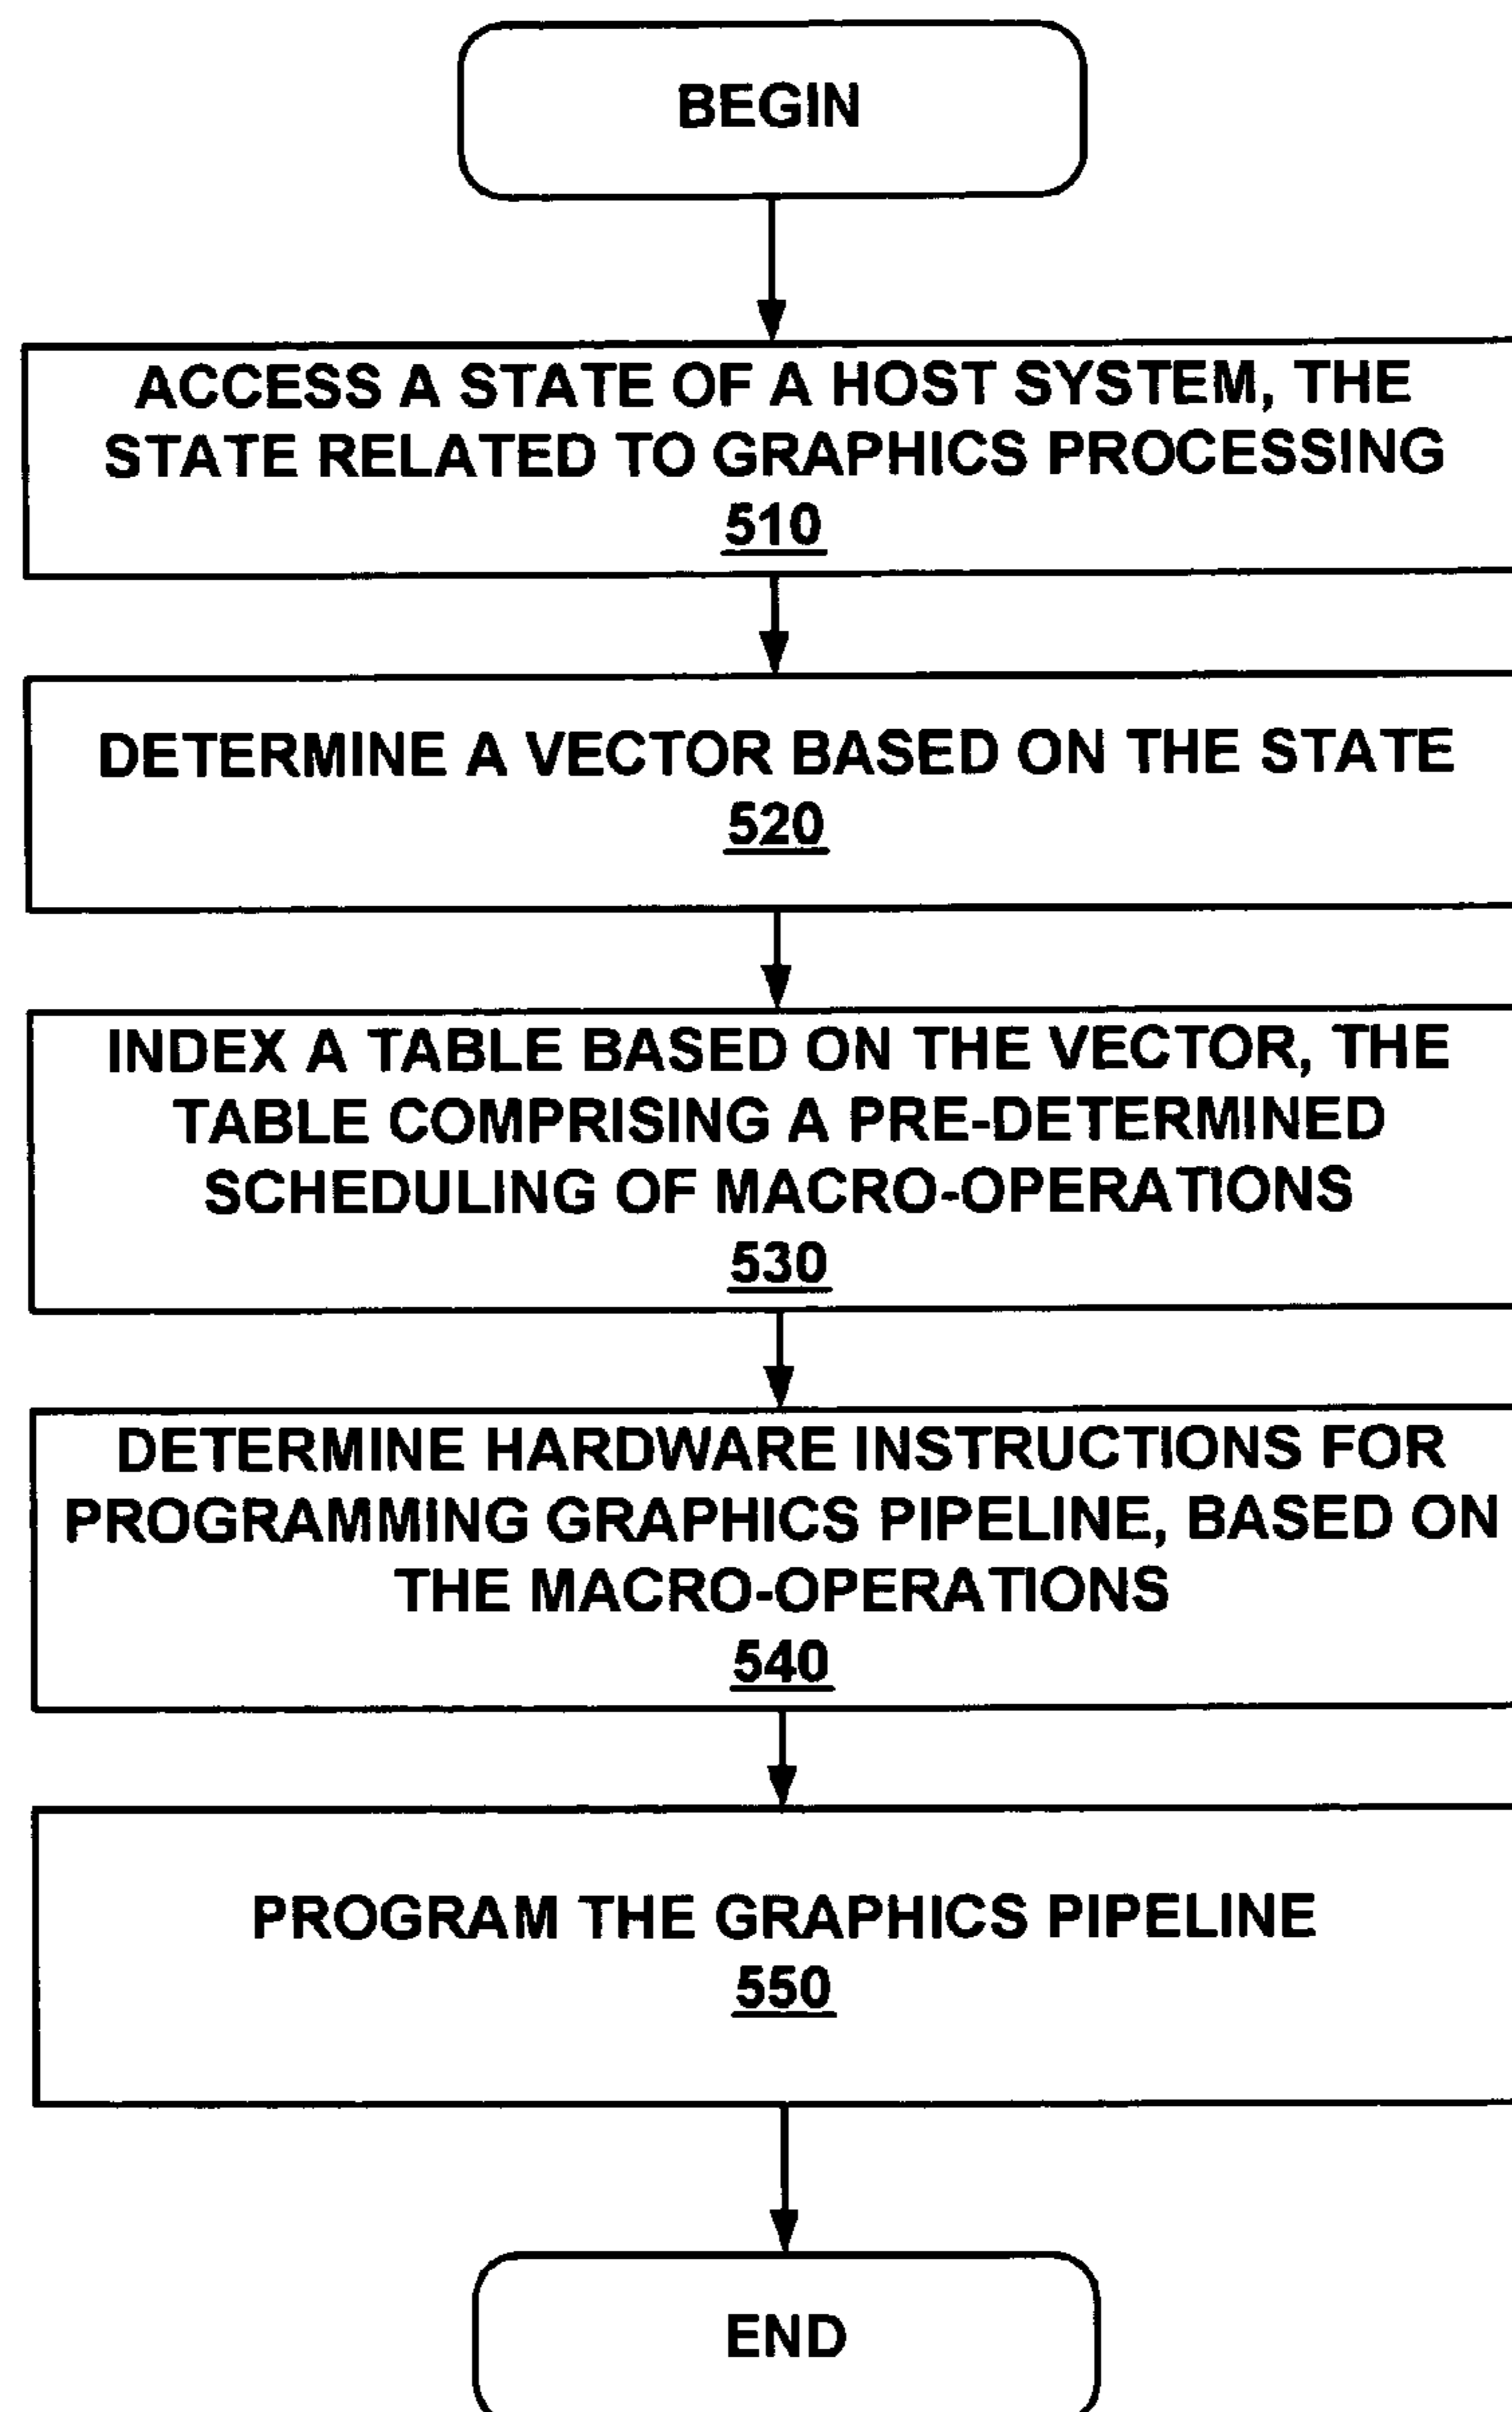 BEGIN
ACCESS A STATE OF A HOST SYSTEM, THE
STATE RELATED TO GRAPHICS PROCESSING
510
DETERMINE A VECTOR BASED ON THE STATE
520
INDEX A TABLE BASED ON THE VECTOR, THE
TABLE COMPRISING A PRE-DETERMINED
SCHEDULING OF MACRO-OPERATIONS
530
DETERMINE HARDWARE INSTRUCTIONS FOR
PROGRAMMING GRAPHICS PIPELINE, BASED ON
THE MACRO-OPERATIONS
540
PROGRAM THE GRAPHICS PIPELINE
550
END